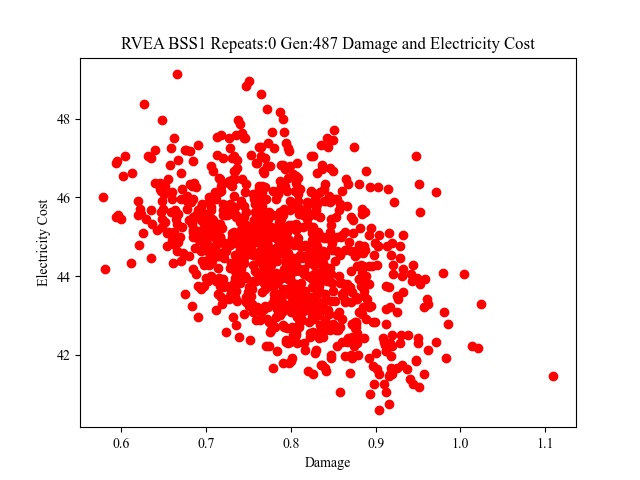 RVEA BSS1 Repeats:0 Gen:487 Damage and Electricity Cost
48
46
44
42
Electricity Cost
0.6 0.7 0.8 0.9 1.0 1.1
Damage